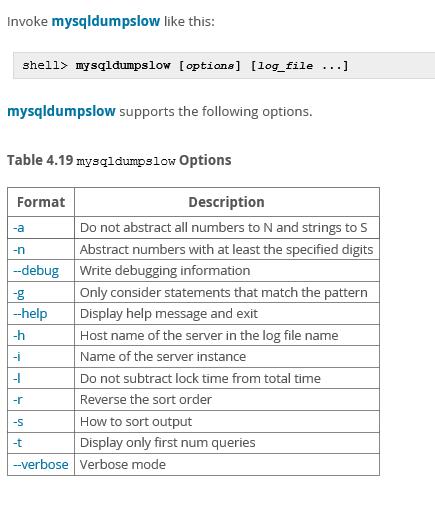 Invoke mysqldumpslow like this:
shell> mysqldumpslow [options] [log_file ...]
mysqldumpslow supports the following options.
Table 4.19 mysqldumpslow Options
Format Description
-a Do not abstract all numbers to N and strings to S
-n Abstract numbers with at least the specified digits
--debug Write debugging information
-g Only consider statements that match the pattern
--help Display help message and exit
-h Host name of the server in the log file name
-i Name of the server instance
-l Do not subtract lock time from total time
-r Reverse the sort order
-s How to sort output
-t Display only first num queries
--verbose Verbose mode